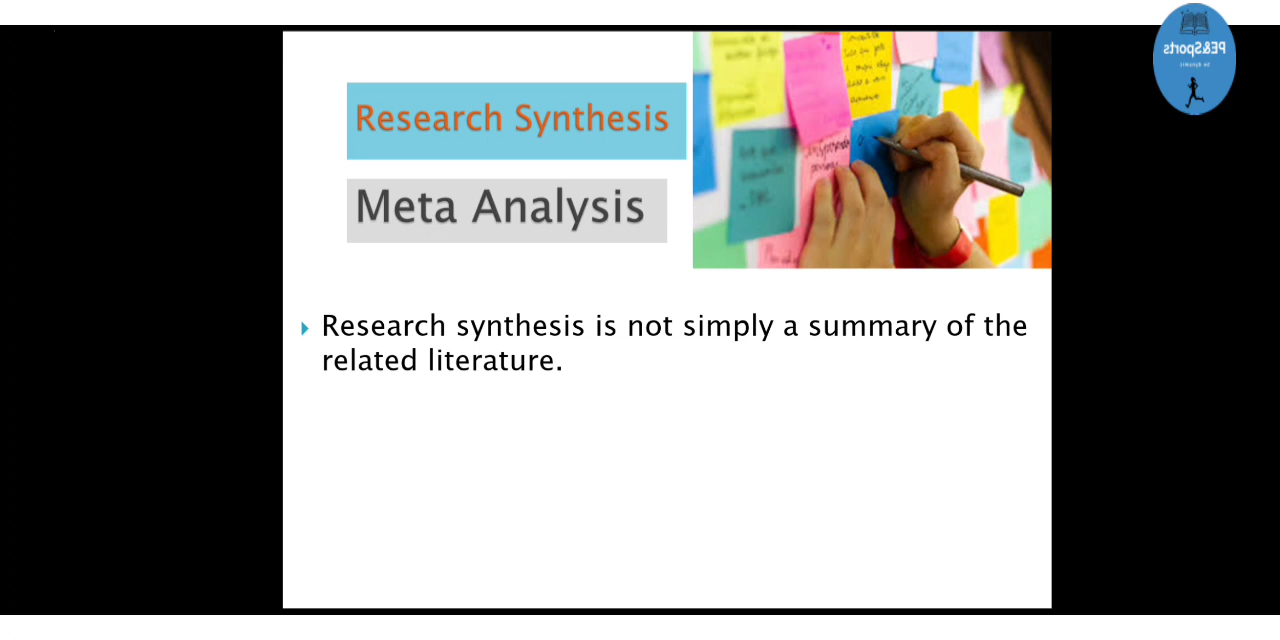 Research Synthesis
Meta Analysis
Research synthesis is not simply a summary of the
related literature.
PE&Sports